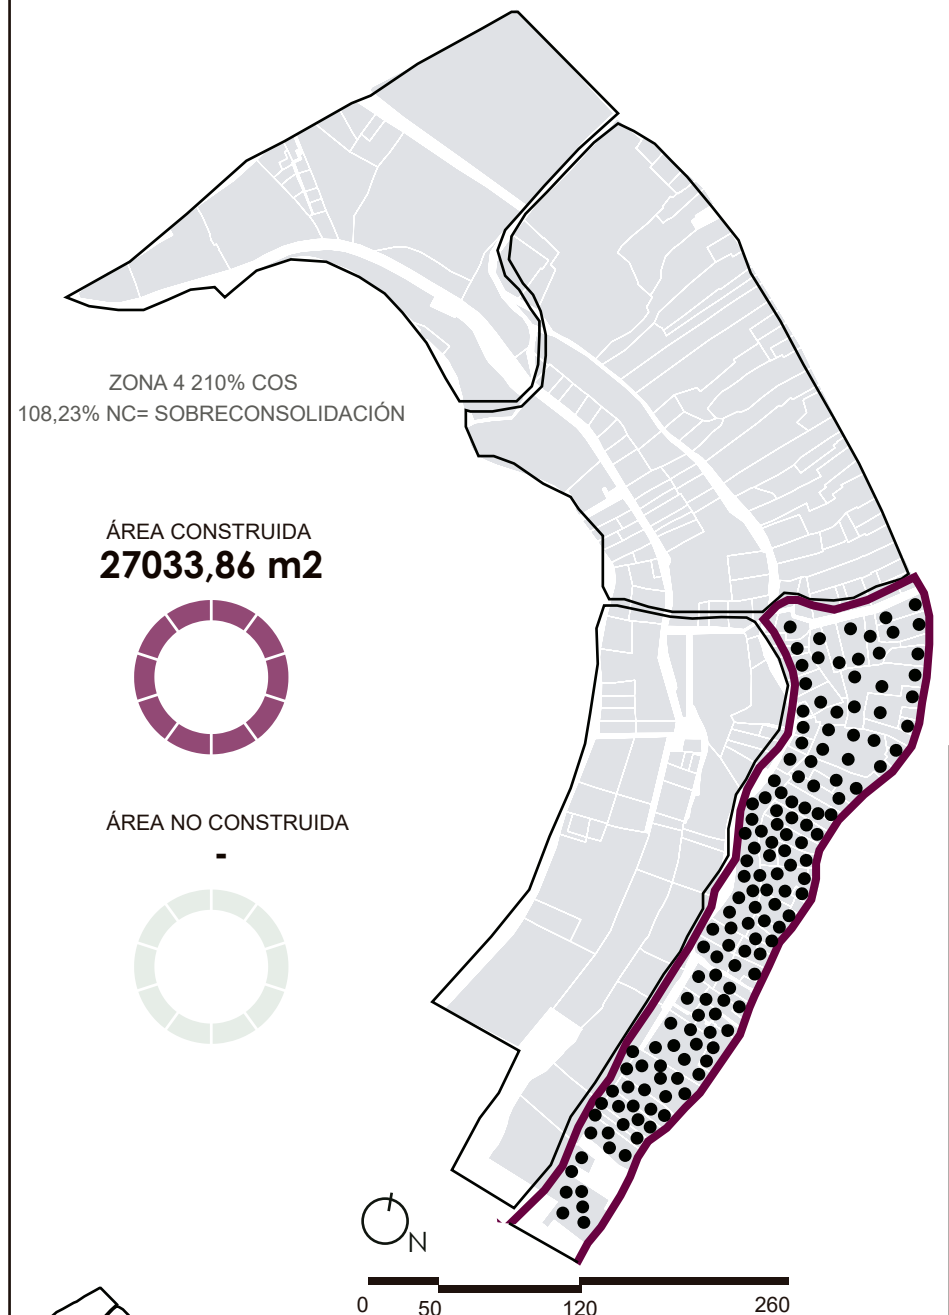 ZONA 4 210% COS
108,23% NC= SOBRECONSOLIDACIÓN
ÁREA CONSTRUIDA
27033,86 m2
ÁREA NO CONSTRUIDA
-
N
0 50 120 260